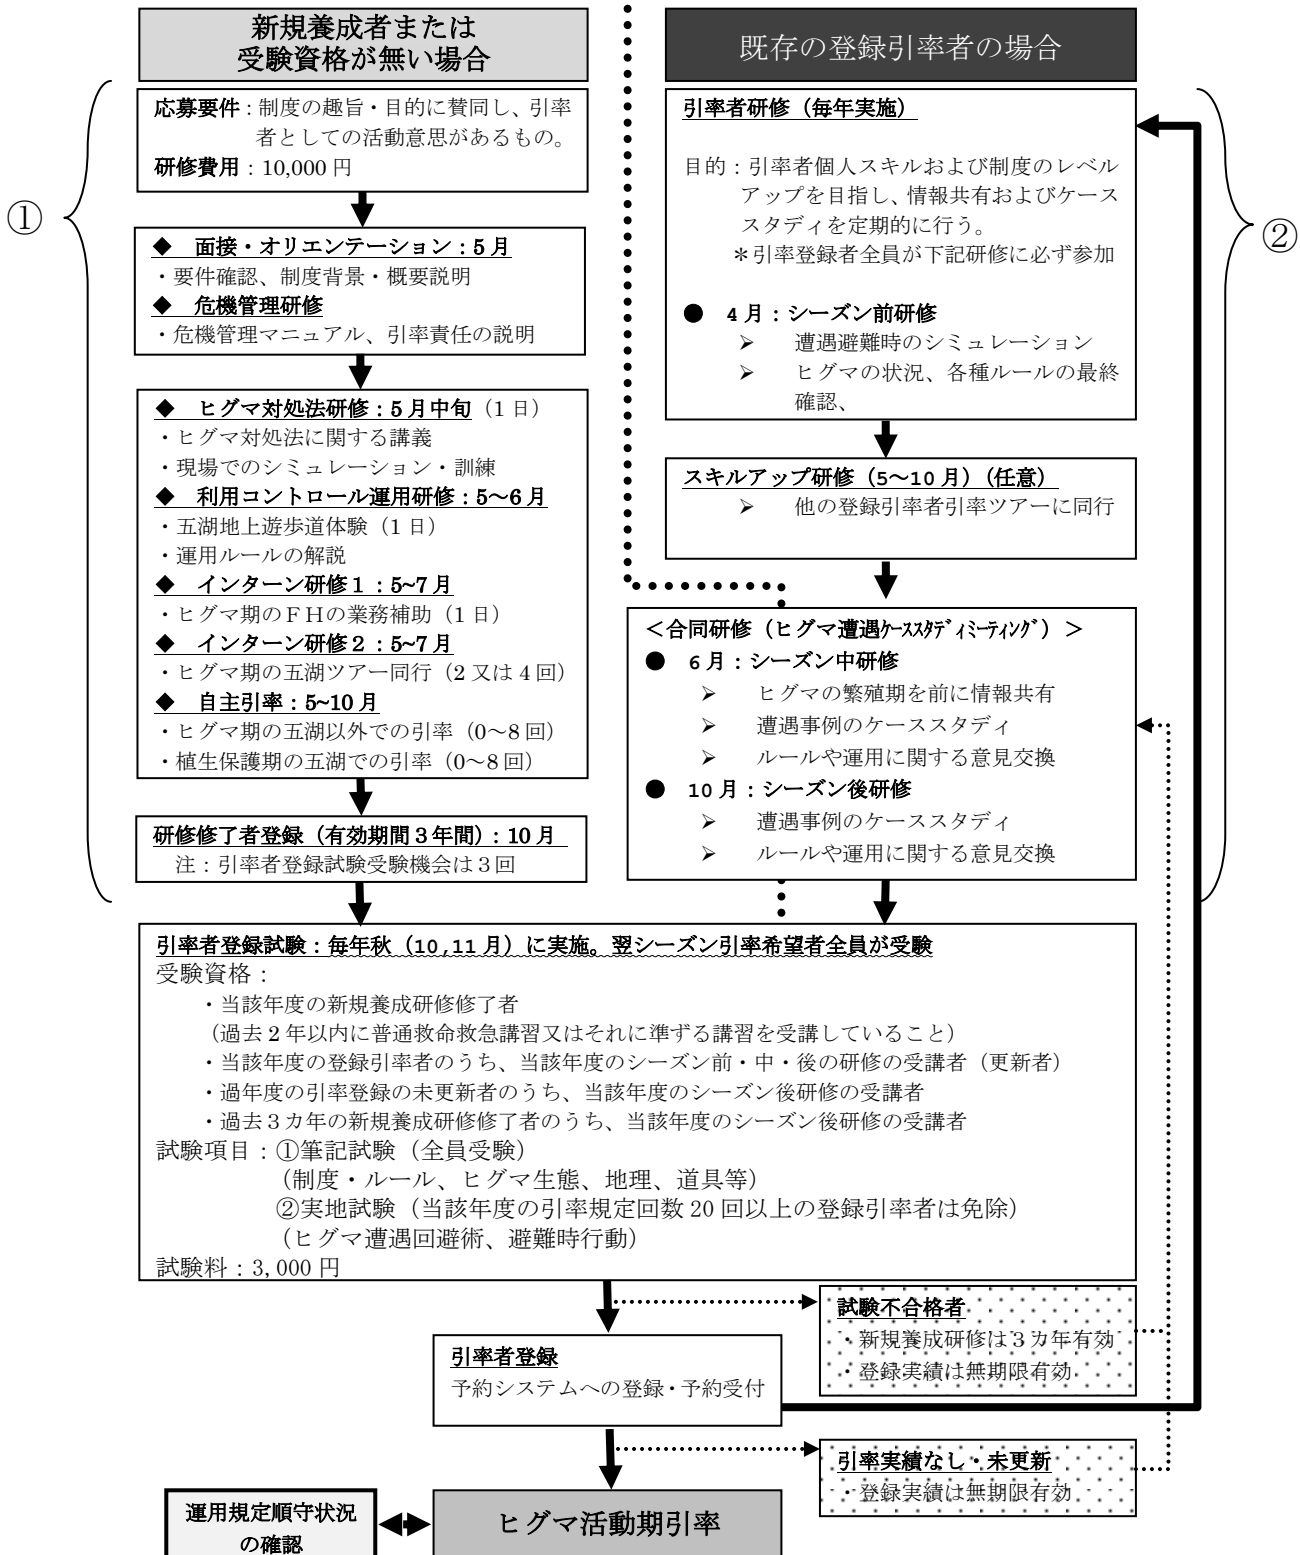 新規養成者または
受験資格が無い場合
①
応募要件：制度の趣旨・目的に賛同し、引率
者としての活動意思があるもの。
研修費用：10,000 円
◆ 面接・オリエンテーション：5 月
・要件確認、制度背景・概要説明
◆ 危機管理研修
・危機管理マニュアル、引率責任の説明
◆ ヒグマ対処法研修：5 月中旬（1 日）
・ヒグマ対処法に関する講義
・現場でのシミュレーション・訓練
◆ 利用コントロール運用研修：5～6 月
・五湖地上遊歩道体験（1 日）
・運用ルールの解説
◆ インターン研修１：5~7 月
・ヒグマ期のＦＨの業務補助（1 日）
◆ インターン研修２：5~7 月
・ヒグマ期の五湖ツアー同行（2 又は 4 回）
◆ 自主引率：5~10 月
・ヒグマ期の五湖以外での引率（0～8 回）
・植生保護期の五湖での引率（0～8 回）
研修修了者登録（有効期間３年間）：10 月
注：引率者登録試験受験機会は３回
既存の登録引率者の場合
②
引率者研修（毎年実施）
目的：引率者個人スキルおよび制度のレベル
アップを目指し、情報共有およびケース
スタディを定期的に行う。
＊引率登録者全員が下記研修に必ず参加
● 4 月：シーズン前研修
➢ 遭遇避難時のシミュレーション
➢ ヒグマの状況、各種ルールの最終
確認、
スキルアップ研修（5～10 月）（任意）
➢ 他の登録引率者引率ツアーに同行
＜合同研修（ヒグマ遭遇ｹｰｽｽﾀﾃﾞｨﾐｰﾃｨﾝｸﾞ）＞
● 6 月：シーズン中研修
➢ ヒグマの繁殖期を前に情報共有
➢ 遭遇事例のケーススタディ
➢ ルールや運用に関する意見交換
● 10 月：シーズン後研修
➢ 遭遇事例のケーススタディ
➢ ルールや運用に関する意見交換
引率者登録試験：毎年秋（10,11 月）に実施。翌シーズン引率希望者全員が受験
受験資格：
・当該年度の新規養成研修修了者
（過去 2 年以内に普通救命救急講習又はそれに準ずる講習を受講していること）
・当該年度の登録引率者のうち、当該年度のシーズン前・中・後の研修の受講者（更新者）
・過年度の引率登録の未更新者のうち、当該年度のシーズン後研修の受講者
・過去３カ年の新規養成研修修了者のうち、当該年度のシーズン後研修の受講者
試験項目：①筆記試験（全員受験）
（制度・ルール、ヒグマ生態、地理、道具等）
②実地試験（当該年度の引率規定回数 20 回以上の登録引率者は免除）
（ヒグマ遭遇回避術、避難時行動）
試験料：3,000 円
試験不合格者
・新規養成研修は３カ年有効
・登録実績は無期限有効
引率者登録
予約システムへの登録・予約受付
引率実績なし・未更新
・登録実績は無期限有効
運用規定順守状況
の確認
ヒグマ活動期引率